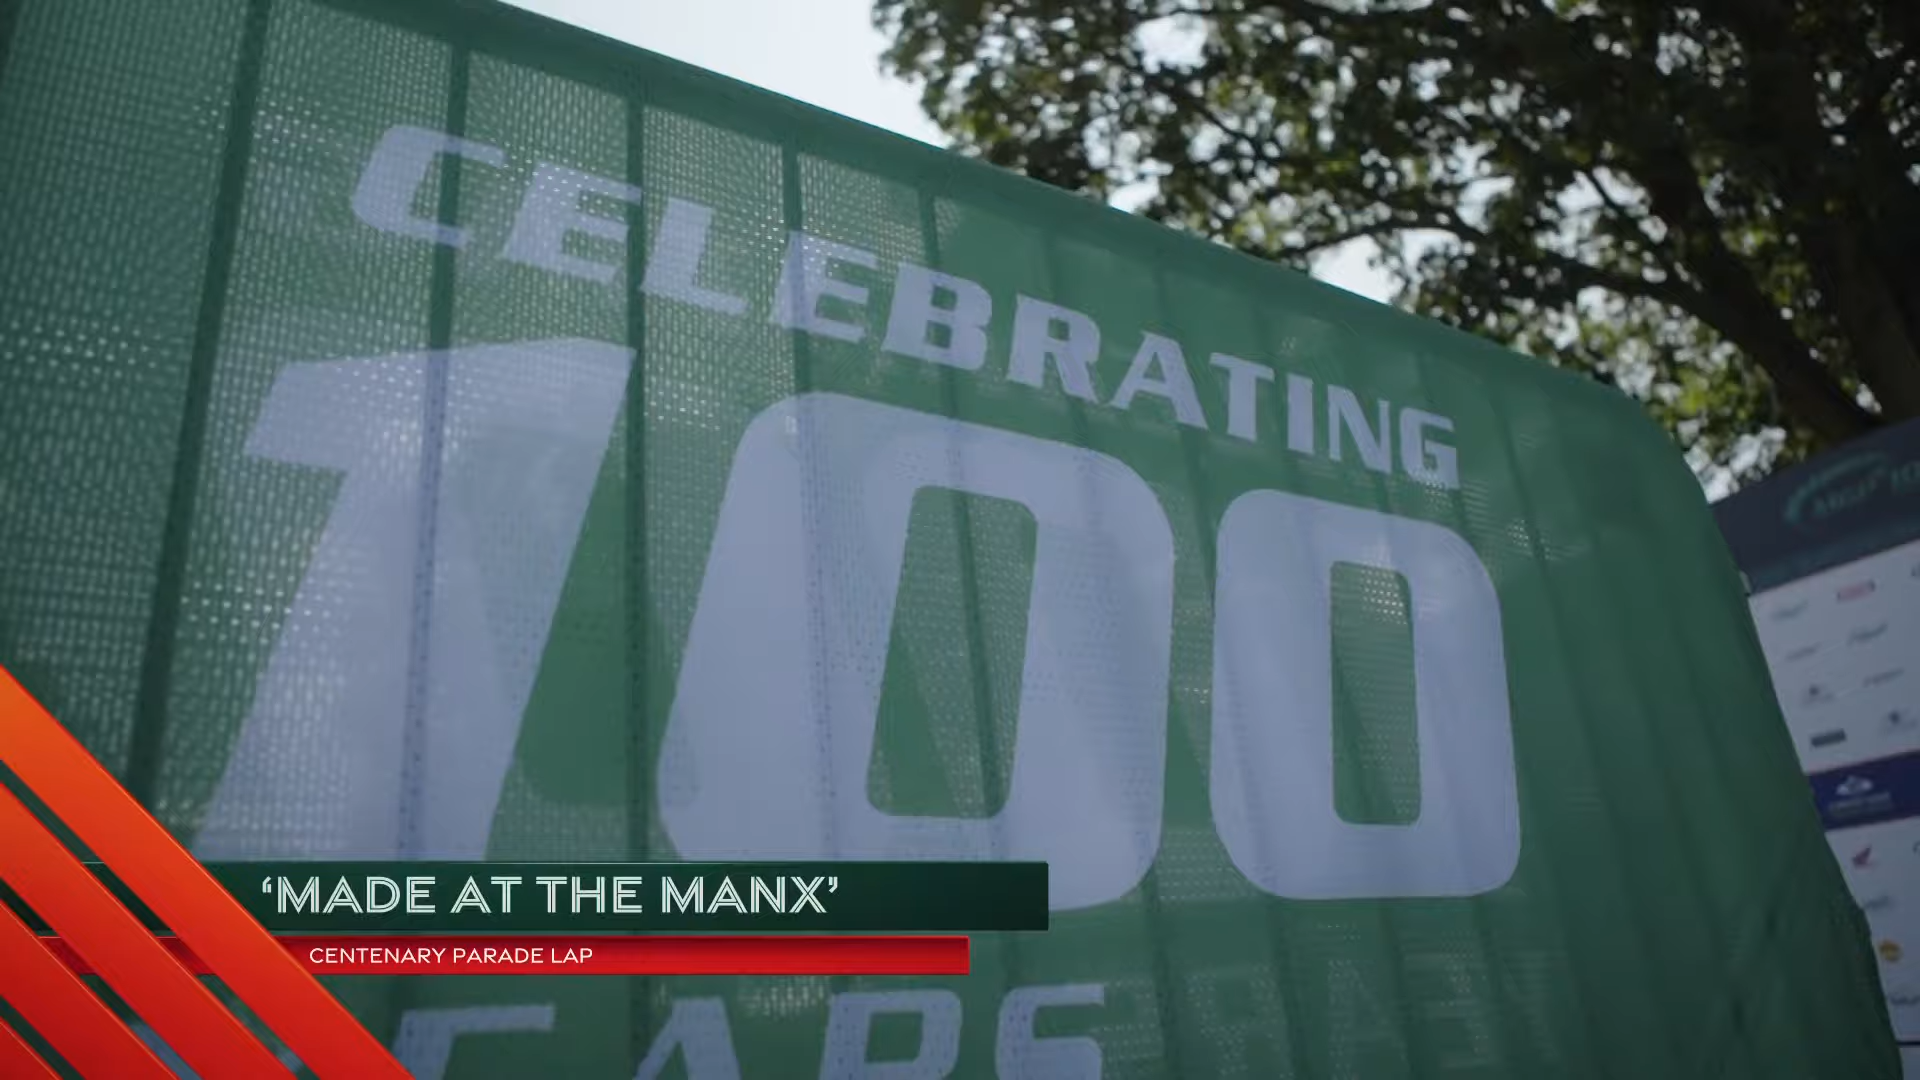 CELEBRATING
100
‘MADE AT THE MANX’
CENTENARY PARADE LAP